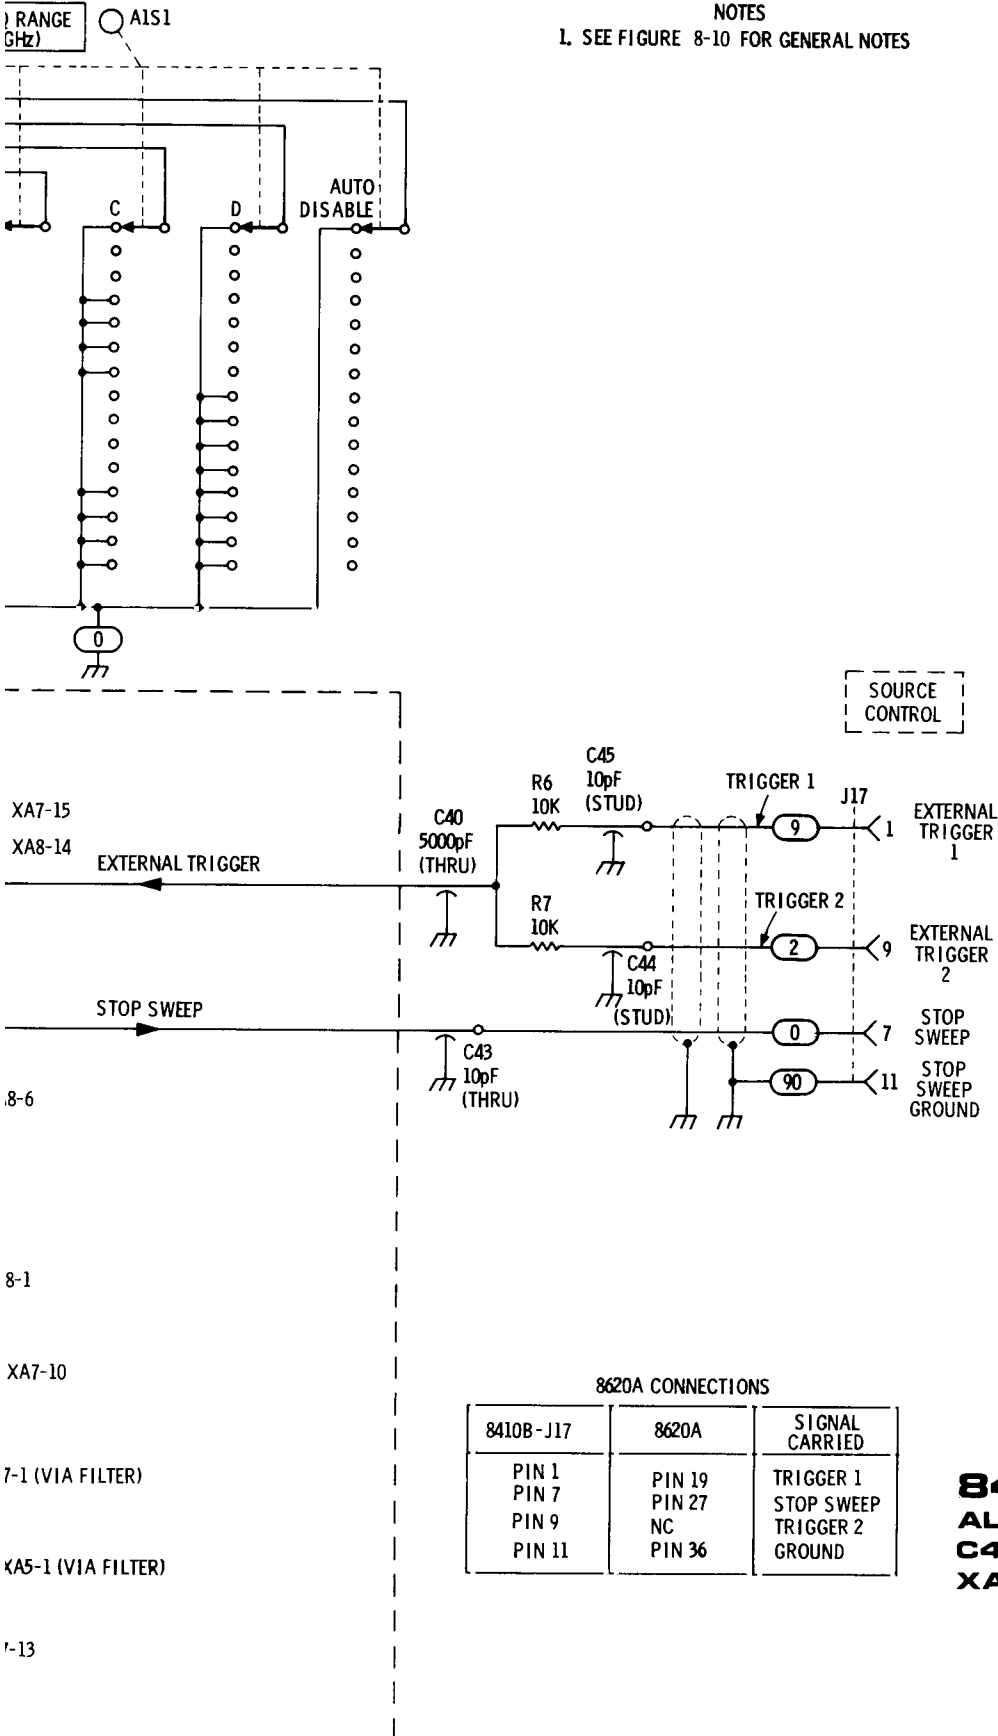 RANGE
GHz)
A1S1
NOTES
1. SEE FIGURE 8-10 FOR GENERAL NOTES
C
D
AUTO
DISABLE
0
SOURCE
CONTROL
XA7-15
XA8-14
EXTERNAL TRIGGER
C40
5000pF
(THRU)
R6
10K
C45
10pF
(STUD)
TRIGGER 1
9
J17
1
EXTERNAL
TRIGGER
1
R7
10K
C44
10pF
(STUD)
TRIGGER 2
2
9
EXTERNAL
TRIGGER
2
STOP SWEEP
C43
10pF
(THRU)
0
7
STOP
SWEEP
90
11
STOP
SWEEP
GROUND
8-6
8-1
XA7-10
7-1 (VIA FILTER)
XA5-1 (VIA FILTER)
-13
8620A CONNECTIONS
8410B-J17 8620A SIGNAL
CARRIED
PIN 1 PIN 19 TRIGGER 1
PIN 7 PIN 27 STOP SWEEP
PIN 9 NC TRIGGER 2
PIN 11 PIN 36 GROUND
84
AL
C4
XA